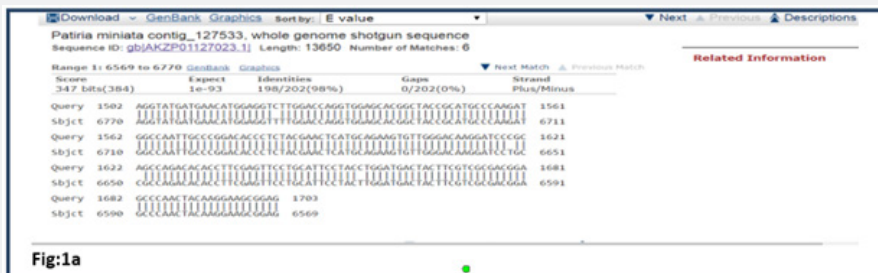 Download GenBank Graphics Sort by: E value Next Previous Descriptions
Patiria miniata contig_127533, whole genome shotgun sequence
Sequence ID: gb|AKZP01127023.1| Length: 13650 Number of Matches: 6
Related Information
Range 1: 6569 to 6770 GenBank Graphics Next Match Previous Match
Score Expect Identities Gaps Strand
347 bits(384) 1e-93 198/202(98%) 0/202(0%) Plus/Minus
Query 1502 AGGTATGATGAACATGGAGGTCTTGGACCAGGTGGAGCACGGCTACCGCATGCCCAAGAT 1561
Sbjct 6770 AGGTATGATGAACATGGAGGTTTTGGACCAGGTGGAGCACGGCTACCGCATGCCCAAGAT 6711
Query 1562 GGCCAATTGCCCGGACACCCTCTACGAACTCATGCAGAAGTGTTGGGACAAGGATCCCGC 1621
Sbjct 6710 GGCCAATTGCCCGGACACCCTCTACGAACTCATGCAGAAGTGTTGGGACAAGGATCCTGC 6651
Query 1622 AGCCAGACACACCTTCGAGTTCCTGCATTCCTACCTGGATGACTACTTCGTCGCGACGGA 1681
Sbjct 6650 CGCCAGACACACCTTCGAGTTCCTGCATTCCTACTTGGATGACTACTTCGTCGCGACGGA 6591
Query 1682 GCCCAACTACAAGGAAGCGGAG 1703
Sbjct 6590 GCCCAACTACAAGGAAGCGGAG 6569
Fig:1a